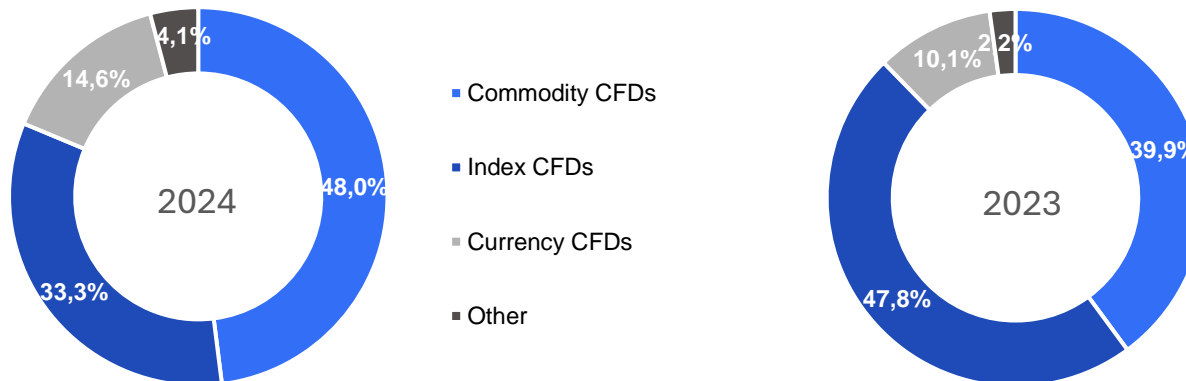 4,1%
14,6%
48,0%
33,3%
2024
Commodity CFDs
Index CFDs
Currency CFDs
Other
2,2%
10,1%
39,9%
47,8%
2023